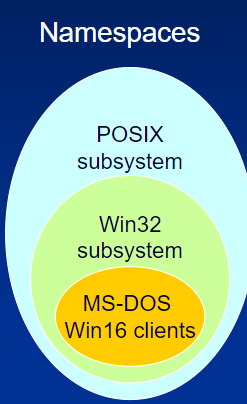 Namespaces
POSIX
subsystem
Win32
subsystem
MS-DOS
Win16 clients